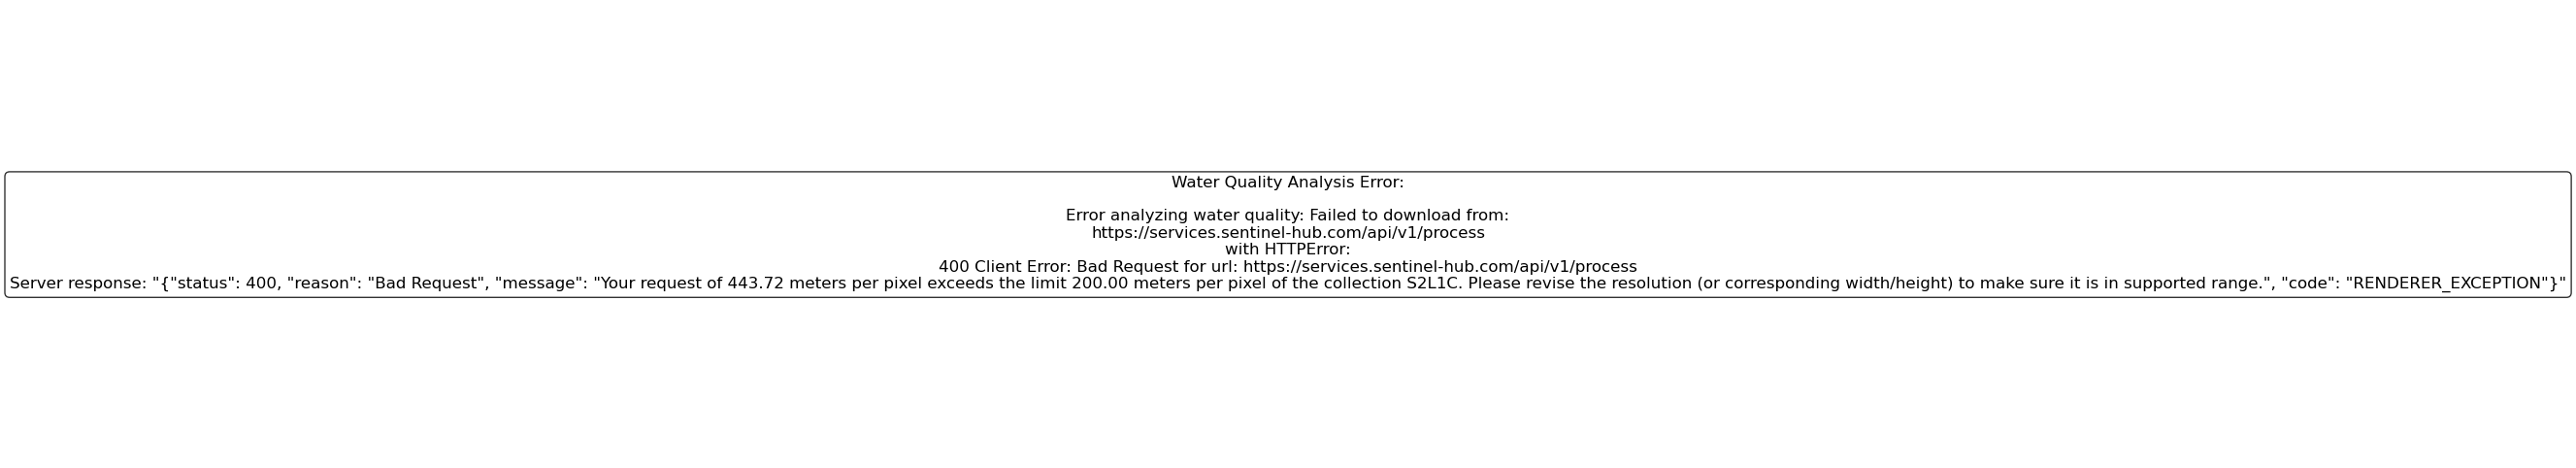 Water Quality Analysis Error:
Error analyzing water quality: Failed to download from:
https://services.sentinel-hub.com/api/v1/process
with HTTPError:
400 Client Error: Bad Request for url: https://services.sentinel-hub.com/api/v1/process
Server response: "{"status": 400, "reason": "Bad Request", "message": "Your request of 443.72 meters per pixel exceeds the limit 200.00 meters per pixel of the collection S2L1C. Please revise the resolution (or corresponding width/height) to make sure it is in supported range.", "code": "RENDERER_EXCEPTION"}"